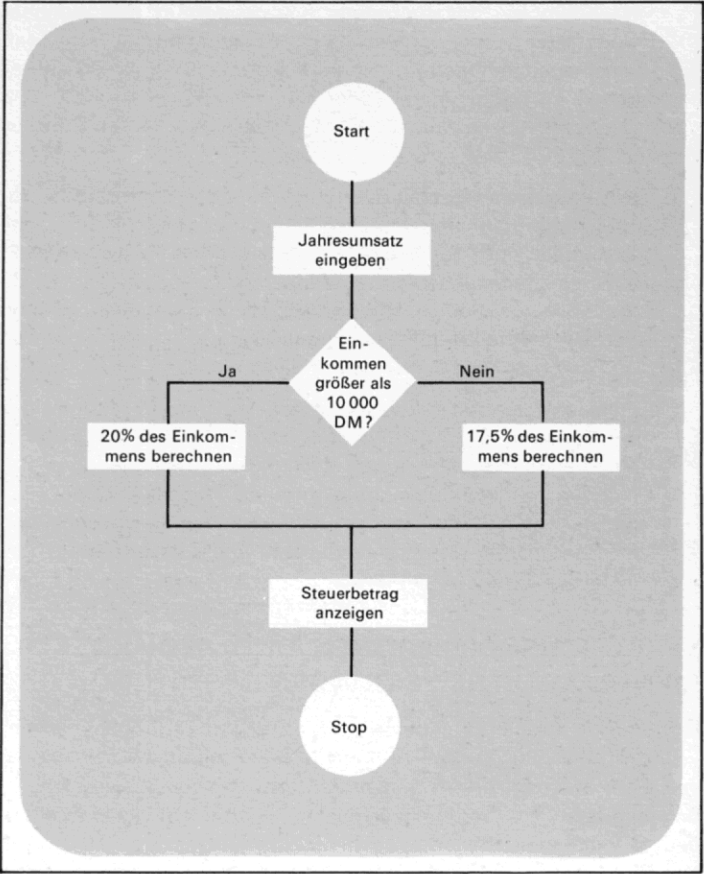 Start
Jahresumsatz
eingeben
Ein-
kommen
größer als
10 000
DM?
Ja
Nein
20% des Einkom-
mens berechnen
17,5% des Einkom-
mens berechnen
Steuerbetrag
anzeigen
Stop